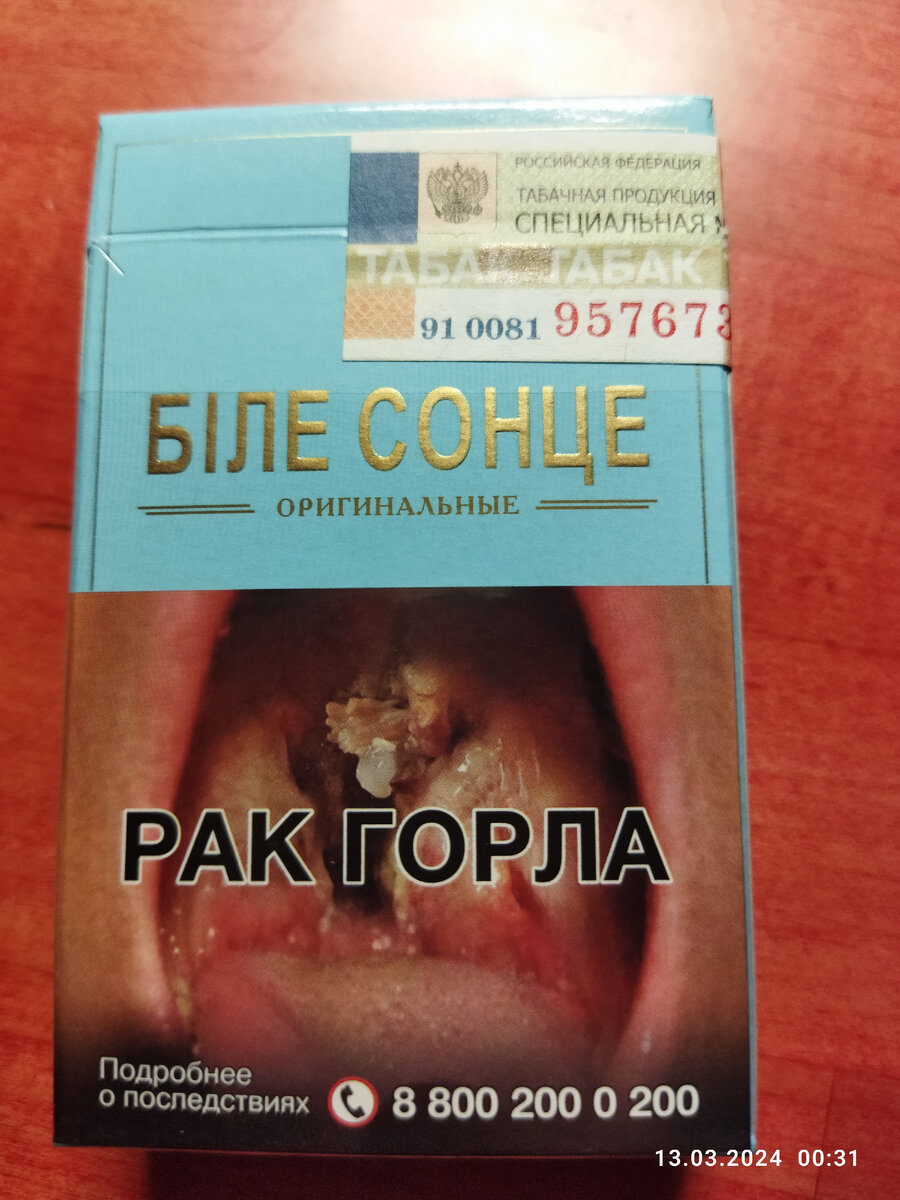 РОССИЙСКАЯ ФЕДЕРАЦИЯ
ТАБАЧНАЯ ПРОДУКЦИЯ
СПЕЦИАЛЬНАЯ
ТАБАК ТАБАК
91 0081 957673
БІЛЕ СОНЦЕ
ОРИГИНАЛЬНЫЕ
РАК ГОРЛА
Подробнее
о последствиях 8 800 200 0 200
13.03.2024 00:31